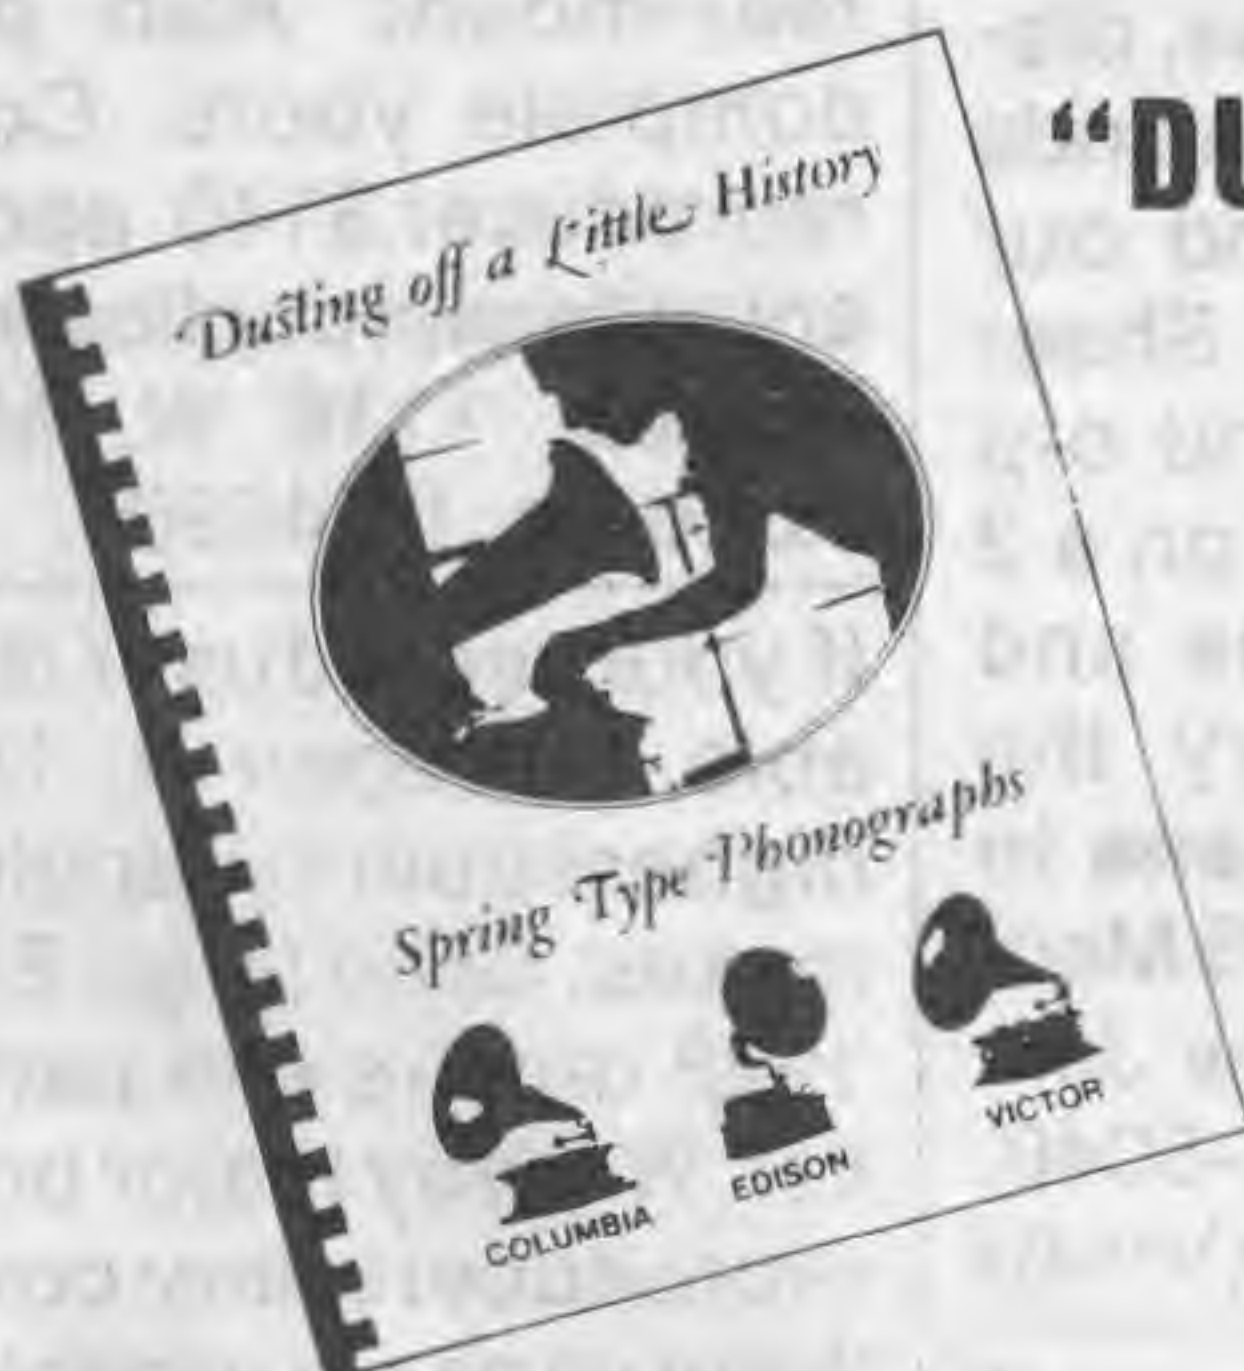 "DU
Dusting off a Little History
Spring Type Phonographs
COLUMBIA
EDISON
VICTOR